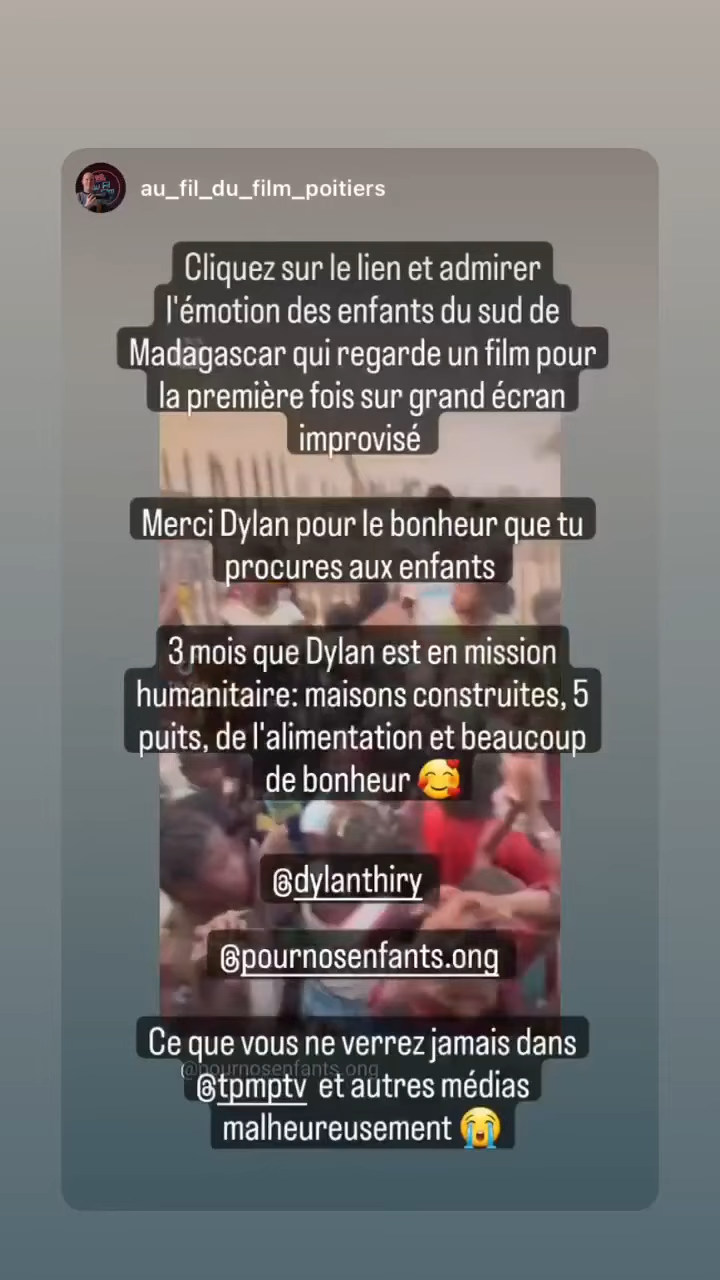 au_fil_du_film_poitiers
Cliquez sur le lien et admirer
l'émotion des enfants du sud de
Madagascar qui regarde un film pour
la première fois sur grand écran
improvisé
Merci Dylan pour le bonheur que tu
procures aux enfants
3 mois que Dylan est en mission
humanitaire: maisons construites, 5
puits, de l'alimentation et beaucoup
de bonheur 🥰
@dylanthiry
@pournosenfants.ong
Ce que vous ne verrez jamais dans
@pournosenfants.ong
@tpmptv et autres médias
malheureusement 😭